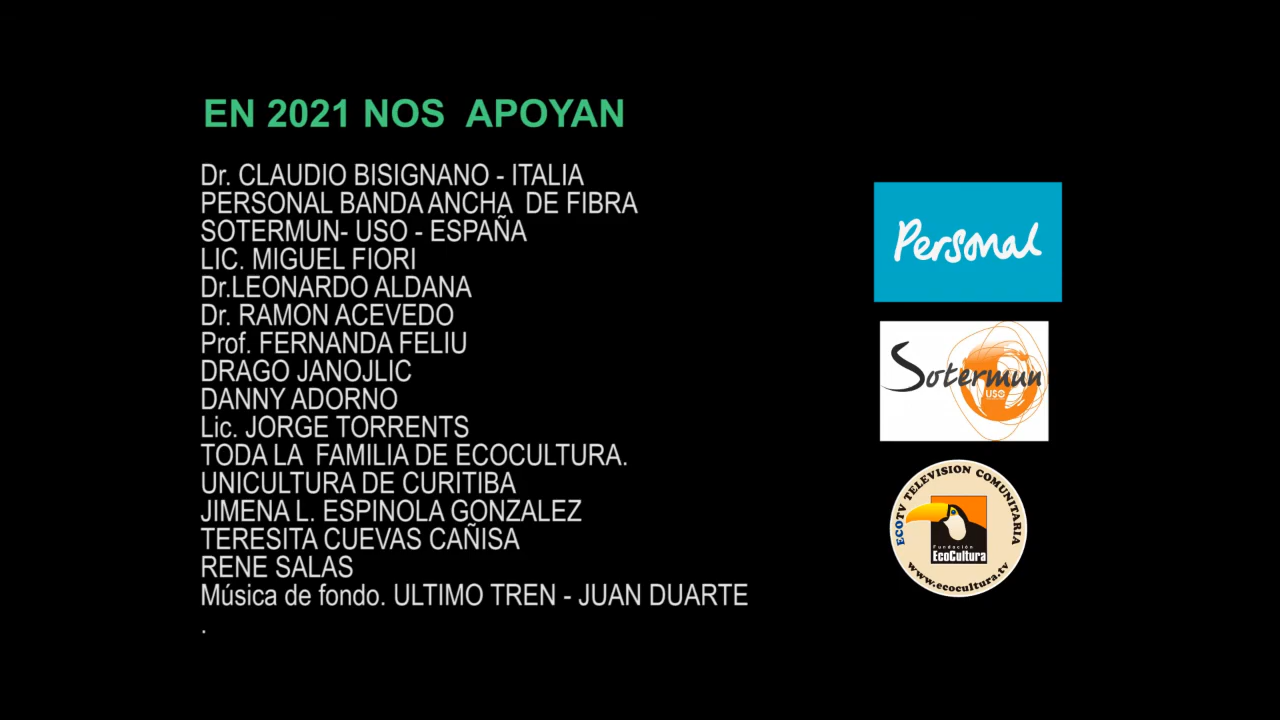 EN 2021 NOS  APOYAN
Dr. CLAUDIO BISIGNANO - ITALIA
PERSONAL BANDA ANCHA  DE FIBRA
SOTERMUN- USO - ESPAÑA
LIC. MIGUEL FIORI
Dr.LEONARDO ALDANA
Dr. RAMON ACEVEDO
Prof. FERNANDA FELIU
DRAGO JANOJLIC
DANNY ADORNO
Lic. JORGE TORRENTS
TODA LA  FAMILIA DE ECOCULTURA.
UNICULTURA DE CURITIBA
JIMENA L. ESPINOLA GONZALEZ
TERESITA CUEVAS CAÑISA
RENE SALAS
Música de fondo. ULTIMO TREN - JUAN DUARTE
.
Personal
Sotermun
USO
ECOTV TELEVISION COMUNITARIA
Fundación
EcoCultura
www.ecocultura.tv